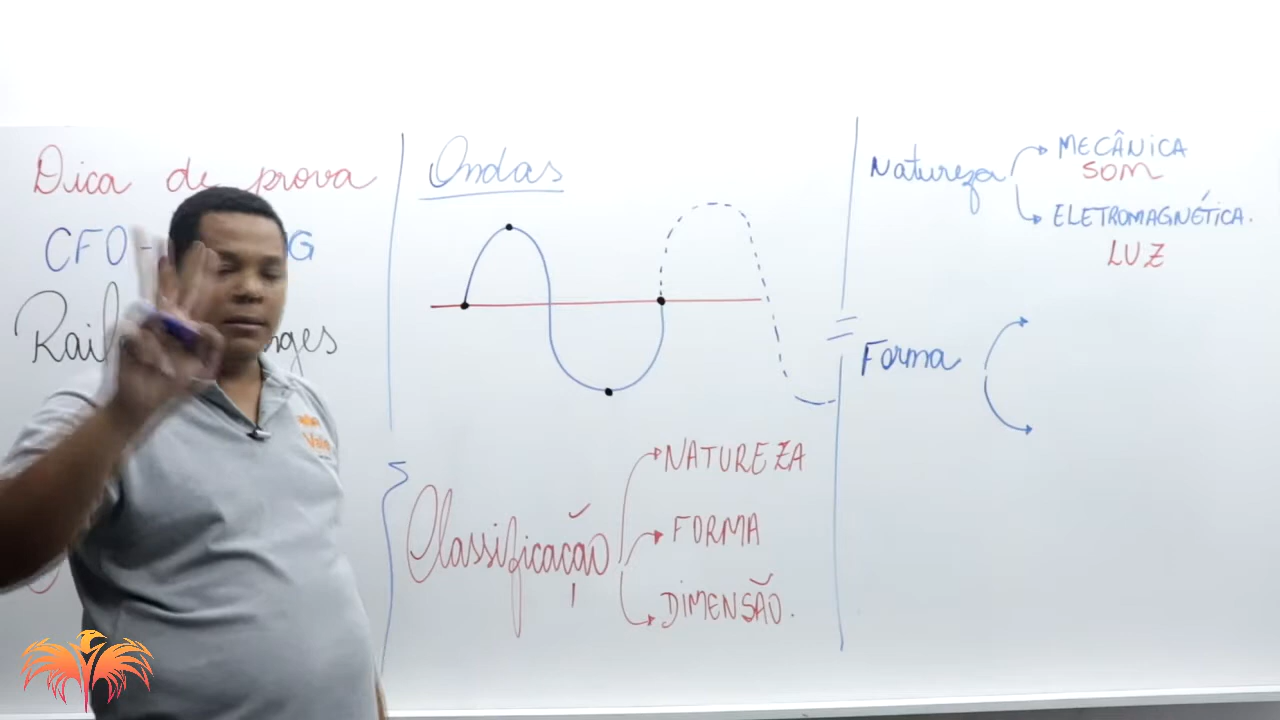 Dica de prova
CFO-
G
Ondas
Classificação
NATUREZA
FORMA
DIMENSÃO.
Natureza
MECÂNICA
SOM
ELETROMAGNÉTICA.
LUZ
Forma